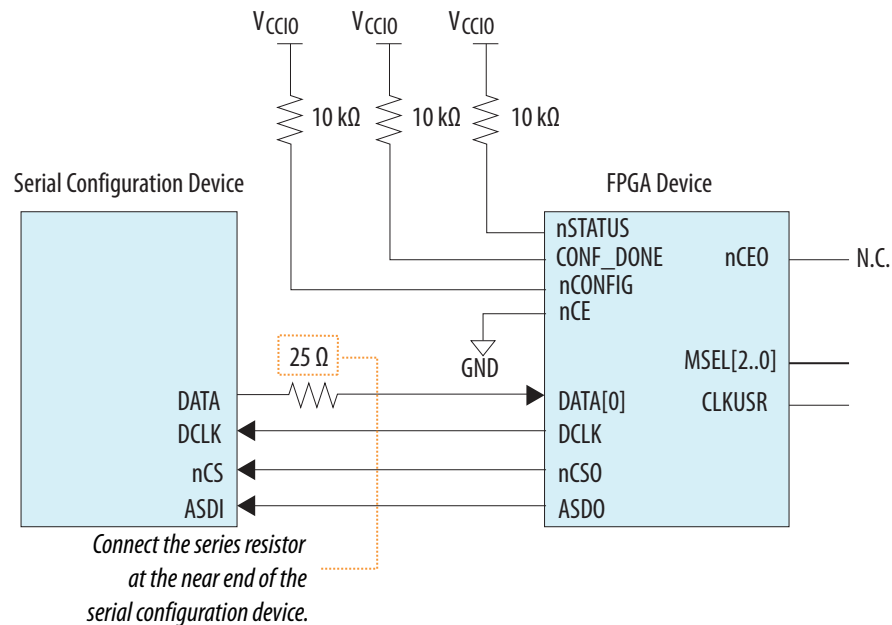 VCCIO VCCIO VCCIO
10 kΩ 10 kΩ 10 kΩ
Serial Configuration Device
FPGA Device
nSTATUS
CONF_DONE
nCONFIG
nCE
nCEO
N.C.
GND
MSEL[2..0]
CLKUSR
25 Ω
DATA
DCLK
nCS
ASDI
DATA[0]
DCLK
nCSO
ASDO
Connect the series resistor
at the near end of the
serial configuration device.